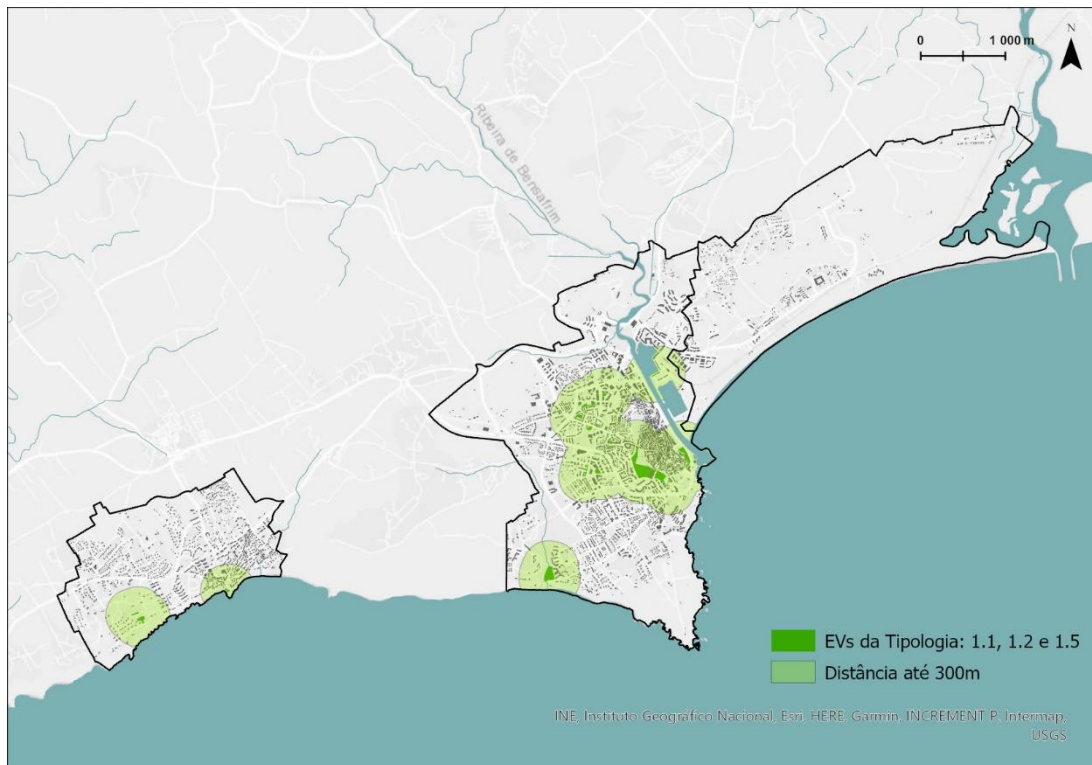 N
0 1 000 m
Ribeira de Bensafrim
EVs da Tipologia: 1.1, 1.2 e 1.5
Distância até 300m
INE, Instituto Geográfico Nacional, Esri, HERE, Garmin, INCREMENT P, Intermap,
USGS